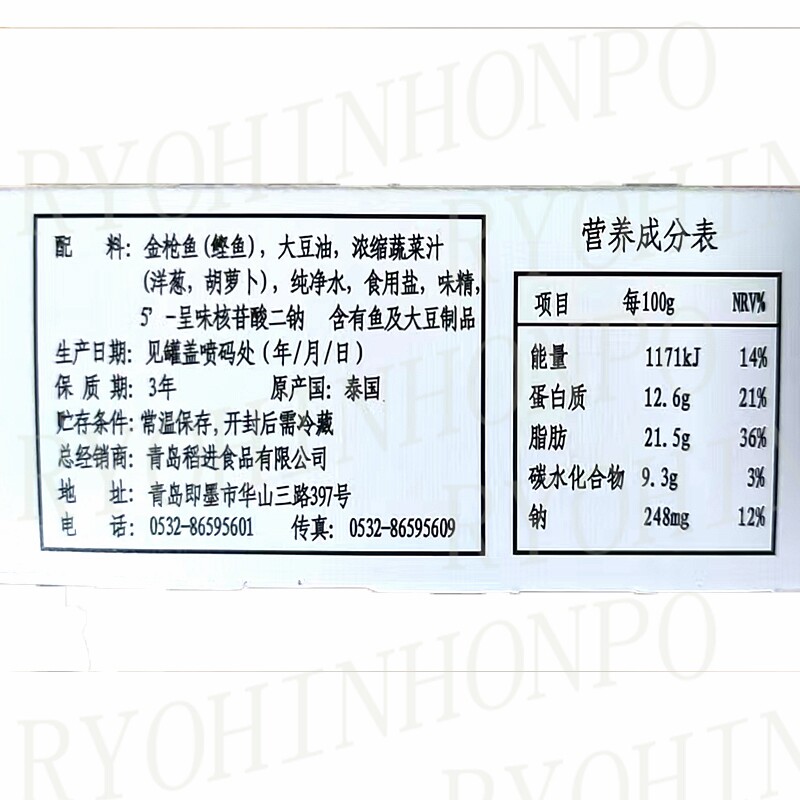 RYOHINHONPO
配 料: 金枪鱼(鲣鱼), 大豆油, 浓缩蔬菜汁
(洋葱, 胡萝卜), 纯净水, 食用盐, 味精,
5’-呈味核苷酸二钠 含有鱼及大豆制品
生产日期: 见罐盖喷码处(年/月/日)
保 质 期: 3年 原产国: 泰国
贮存条件: 常温保存, 开封后需冷藏
总经销商: 青岛稻进食品有限公司
地 址: 青岛即墨市华山三路397号
电 话: 0532-86595601 传真: 0532-86595609
营养成分表
项目 每100g NRV%
能量 1171kJ 14%
蛋白质 12.6g 21%
脂肪 21.5g 36%
碳水化合物 9.3g 3%
钠 248mg 12%
RYOHINHONPO
RYOHINHONPO